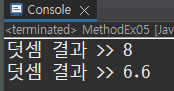 Console
<terminated> MethodEx05 [Jav
덧셈 결과 >> 8
덧셈 결과 >> 6.6